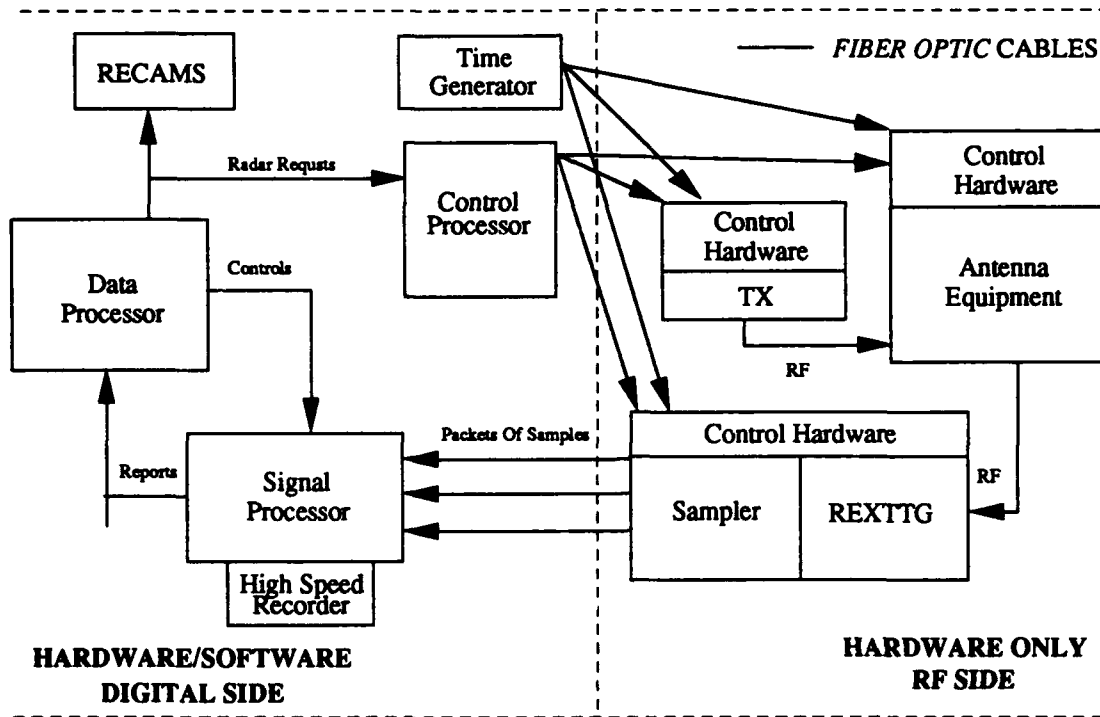 RECAMS
Time
Generator
FIBER OPTIC CABLES
Radar Requsts
Control
Processor
Control
Hardware
Antenna
Equipment
Control
Hardware
TX
RF
Data
Processor
Controls
Control Hardware
Sampler
REXTTG
RF
Packets Of Samples
Signal
Processor
Reports
High Speed
Recorder
HARDWARE/SOFTWARE
DIGITAL SIDE
HARDWARE ONLY
RF SIDE